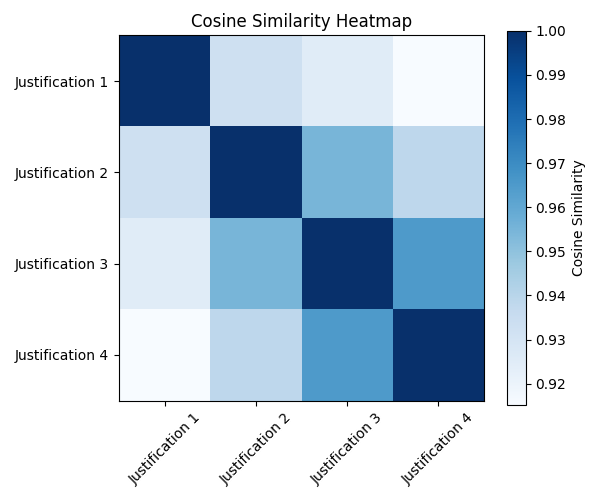 Cosine Similarity Heatmap
Justification 1
Justification 2
Justification 3
Justification 4
Justification 1
Justification 2
Justification 3
Justification 4
1.00
0.99
0.98
0.97
0.96
0.95
0.94
0.93
0.92
Cosine Similarity